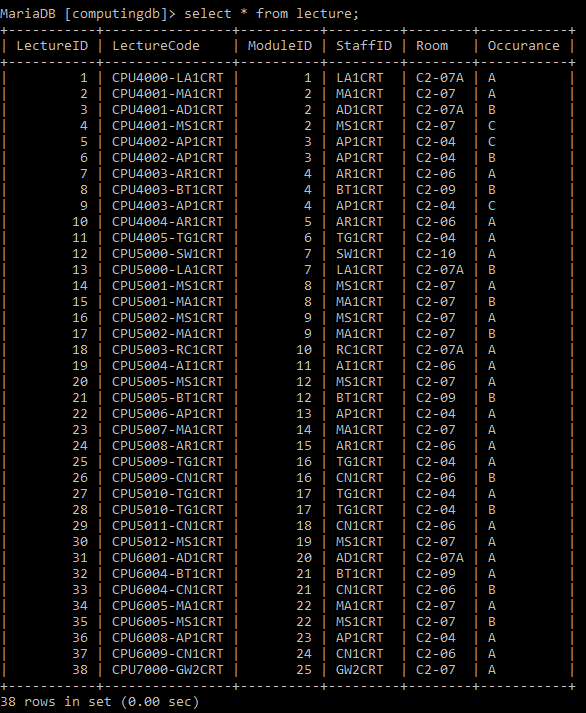 MariaDB [computingdb]> select * from lecture;
+-----------+----------------+----------+---------+--------+-----------+
| LectureID | LectureCode    | ModuleID | StaffID | Room   | Occurance |
+-----------+----------------+----------+---------+--------+-----------+
|         1 | CPU4000-LA1CRT |        1 | LA1CRT  | C2-07A | A         |
|         2 | CPU4001-MA1CRT |        2 | MA1CRT  | C2-07  | A         |
|         3 | CPU4001-AD1CRT |        2 | AD1CRT  | C2-07A | B         |
|         4 | CPU4001-MS1CRT |        2 | MS1CRT  | C2-07  | C         |
|         5 | CPU4002-AP1CRT |        3 | AP1CRT  | C2-04  | C         |
|         6 | CPU4002-AP1CRT |        3 | AP1CRT  | C2-04  | B         |
|         7 | CPU4003-AR1CRT |        4 | AR1CRT  | C2-06  | A         |
|         8 | CPU4003-BT1CRT |        4 | BT1CRT  | C2-09  | B         |
|         9 | CPU4003-AP1CRT |        4 | AP1CRT  | C2-04  | C         |
|        10 | CPU4004-AR1CRT |        5 | AR1CRT  | C2-06  | A         |
|        11 | CPU4005-TG1CRT |        6 | TG1CRT  | C2-04  | A         |
|        12 | CPU5000-SW1CRT |        7 | SW1CRT  | C2-10  | A         |
|        13 | CPU5000-LA1CRT |        7 | LA1CRT  | C2-07A | B         |
|        14 | CPU5001-MS1CRT |        8 | MS1CRT  | C2-07  | A         |
|        15 | CPU5001-MA1CRT |        8 | MA1CRT  | C2-07  | B         |
|        16 | CPU5002-MS1CRT |        9 | MS1CRT  | C2-07  | A         |
|        17 | CPU5002-MA1CRT |        9 | MA1CRT  | C2-07  | B         |
|        18 | CPU5003-RC1CRT |       10 | RC1CRT  | C2-07A | A         |
|        19 | CPU5004-AI1CRT |       11 | AI1CRT  | C2-06  | A         |
|        20 | CPU5005-MS1CRT |       12 | MS1CRT  | C2-07  | A         |
|        21 | CPU5005-BT1CRT |       12 | BT1CRT  | C2-09  | B         |
|        22 | CPU5006-AP1CRT |       13 | AP1CRT  | C2-04  | A         |
|        23 | CPU5007-MA1CRT |       14 | MA1CRT  | C2-07  | A         |
|        24 | CPU5008-AR1CRT |       15 | AR1CRT  | C2-06  | A         |
|        25 | CPU5009-TG1CRT |       16 | TG1CRT  | C2-04  | A         |
|        26 | CPU5009-CN1CRT |       16 | CN1CRT  | C2-06  | B         |
|        27 | CPU5010-TG1CRT |       17 | TG1CRT  | C2-04  | A         |
|        28 | CPU5010-TG1CRT |       17 | TG1CRT  | C2-04  | B         |
|        29 | CPU5011-CN1CRT |       18 | CN1CRT  | C2-06  | A         |
|        30 | CPU5012-MS1CRT |       19 | MS1CRT  | C2-07  | A         |
|        31 | CPU6001-AD1CRT |       20 | AD1CRT  | C2-07A | A         |
|        32 | CPU6004-BT1CRT |       21 | BT1CRT  | C2-09  | A         |
|        33 | CPU6004-CN1CRT |       21 | CN1CRT  | C2-06  | B         |
|        34 | CPU6005-MA1CRT |       22 | MA1CRT  | C2-07  | A         |
|        35 | CPU6005-MS1CRT |       22 | MS1CRT  | C2-07  | B         |
|        36 | CPU6008-AP1CRT |       23 | AP1CRT  | C2-04  | A         |
|        37 | CPU6009-CN1CRT |       24 | CN1CRT  | C2-06  | A         |
|        38 | CPU7000-GW2CRT |       25 | GW2CRT  | C2-07  | A         |
+-----------+----------------+----------+---------+--------+-----------+
38 rows in set (0.00 sec)